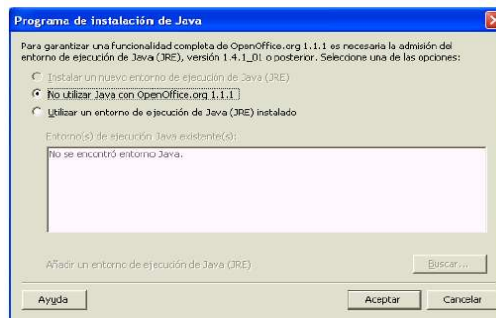 Programa de instalación de Java
Para garantizar una funcionalidad completa de OpenOffice.org 1.1.1 es necesaria la admisión del
entorno de ejecución de Java (JRE), versión 1.4.1_01 o posterior. Seleccione una de las opciones:
Instalar un nuevo entorno de ejecución de Java (JRE)
No utilizar Java con OpenOffice.org 1.1.1
Utilizar un entorno de ejecución de Java (JRE) instalado
Entorno(s) de ejecución Java existente(s):
No se encontró entorno Java.
Añadir un entorno de ejecución de Java (JRE)
Buscar...
Ayuda
Aceptar
Cancelar